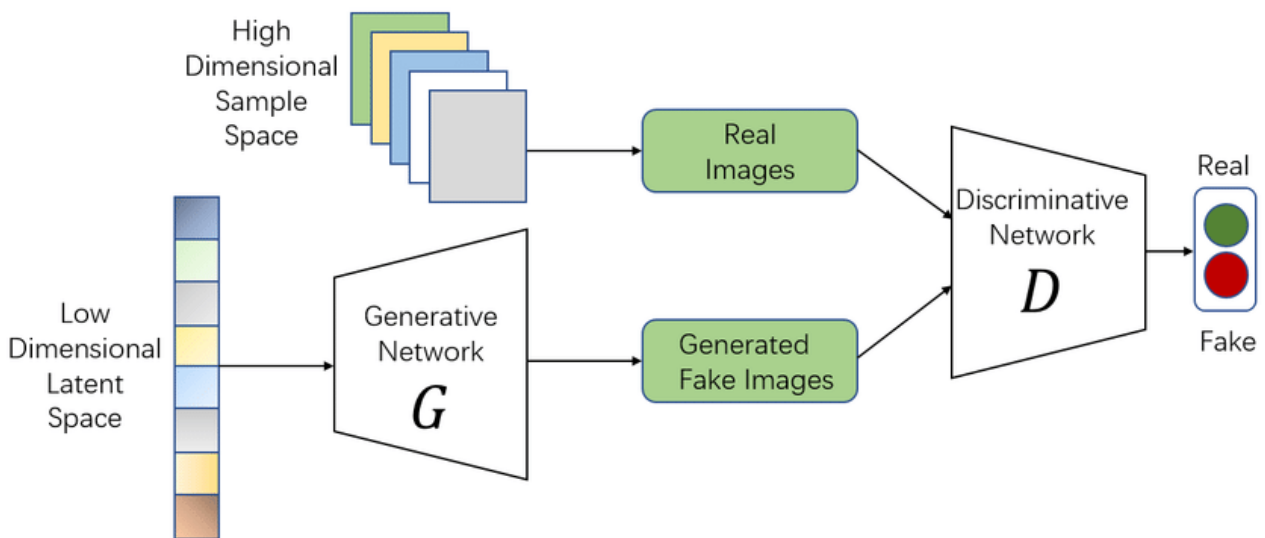 High
Dimensional
Sample
Space
Real
Images
Real
Discriminative
Network
D
Fake
Low
Dimensional
Latent
Space
Generative
Network
G
Generated
Fake Images